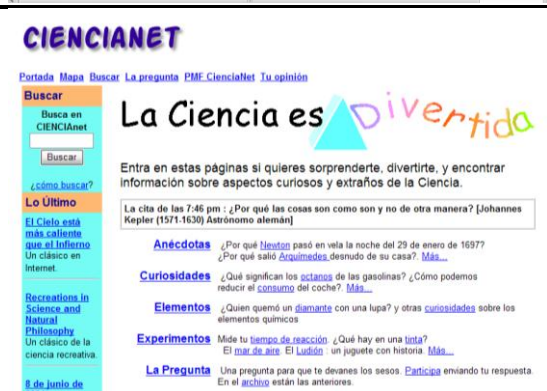 CIENCIANET
Portada Mapa Buscar La pregunta PMF CienciaNet Tu opinión
Buscar
Busca en
CIENCIAnet
Buscar
¿cómo buscar?
Lo Último
El Cielo está
más caliente
que el Infierno
Un clásico en
Internet.
Recreations in
Science and
Natural
Philosophy
Un clásico de la
ciencia recreativa.
8 de junio de
La Ciencia es Divertida
Entra en estas páginas si quieres sorprenderte, divertirte, y encontrar
información sobre aspectos curiosos y extraños de la Ciencia.
La cita de las 7:46 pm : ¿Por qué las cosas son como son y no de otra manera? [Johannes
Kepler (1571-1630) Astrónomo alemán]
Anécdotas ¿Por qué Newton pasó en vela la noche del 29 de enero de 1697?
¿Por qué salió Arquímedes desnudo de su casa?. Más...
Curiosidades ¿Qué significan los octanos de las gasolinas? ¿Cómo podemos
reducir el consumo del coche?. Más...
Elementos ¿Quien quemó un diamante con una lupa? y otras curiosidades sobre los
elementos químicos
Experimentos Mide tu tiempo de reacción. ¿Qué hay en una tinta?
El mar de aire. El Ludión : un juguete con historia. Más...
La Pregunta Una pregunta para que te devanes los sesos. Participa enviando tu respuesta.
En el archivo están las anteriores.